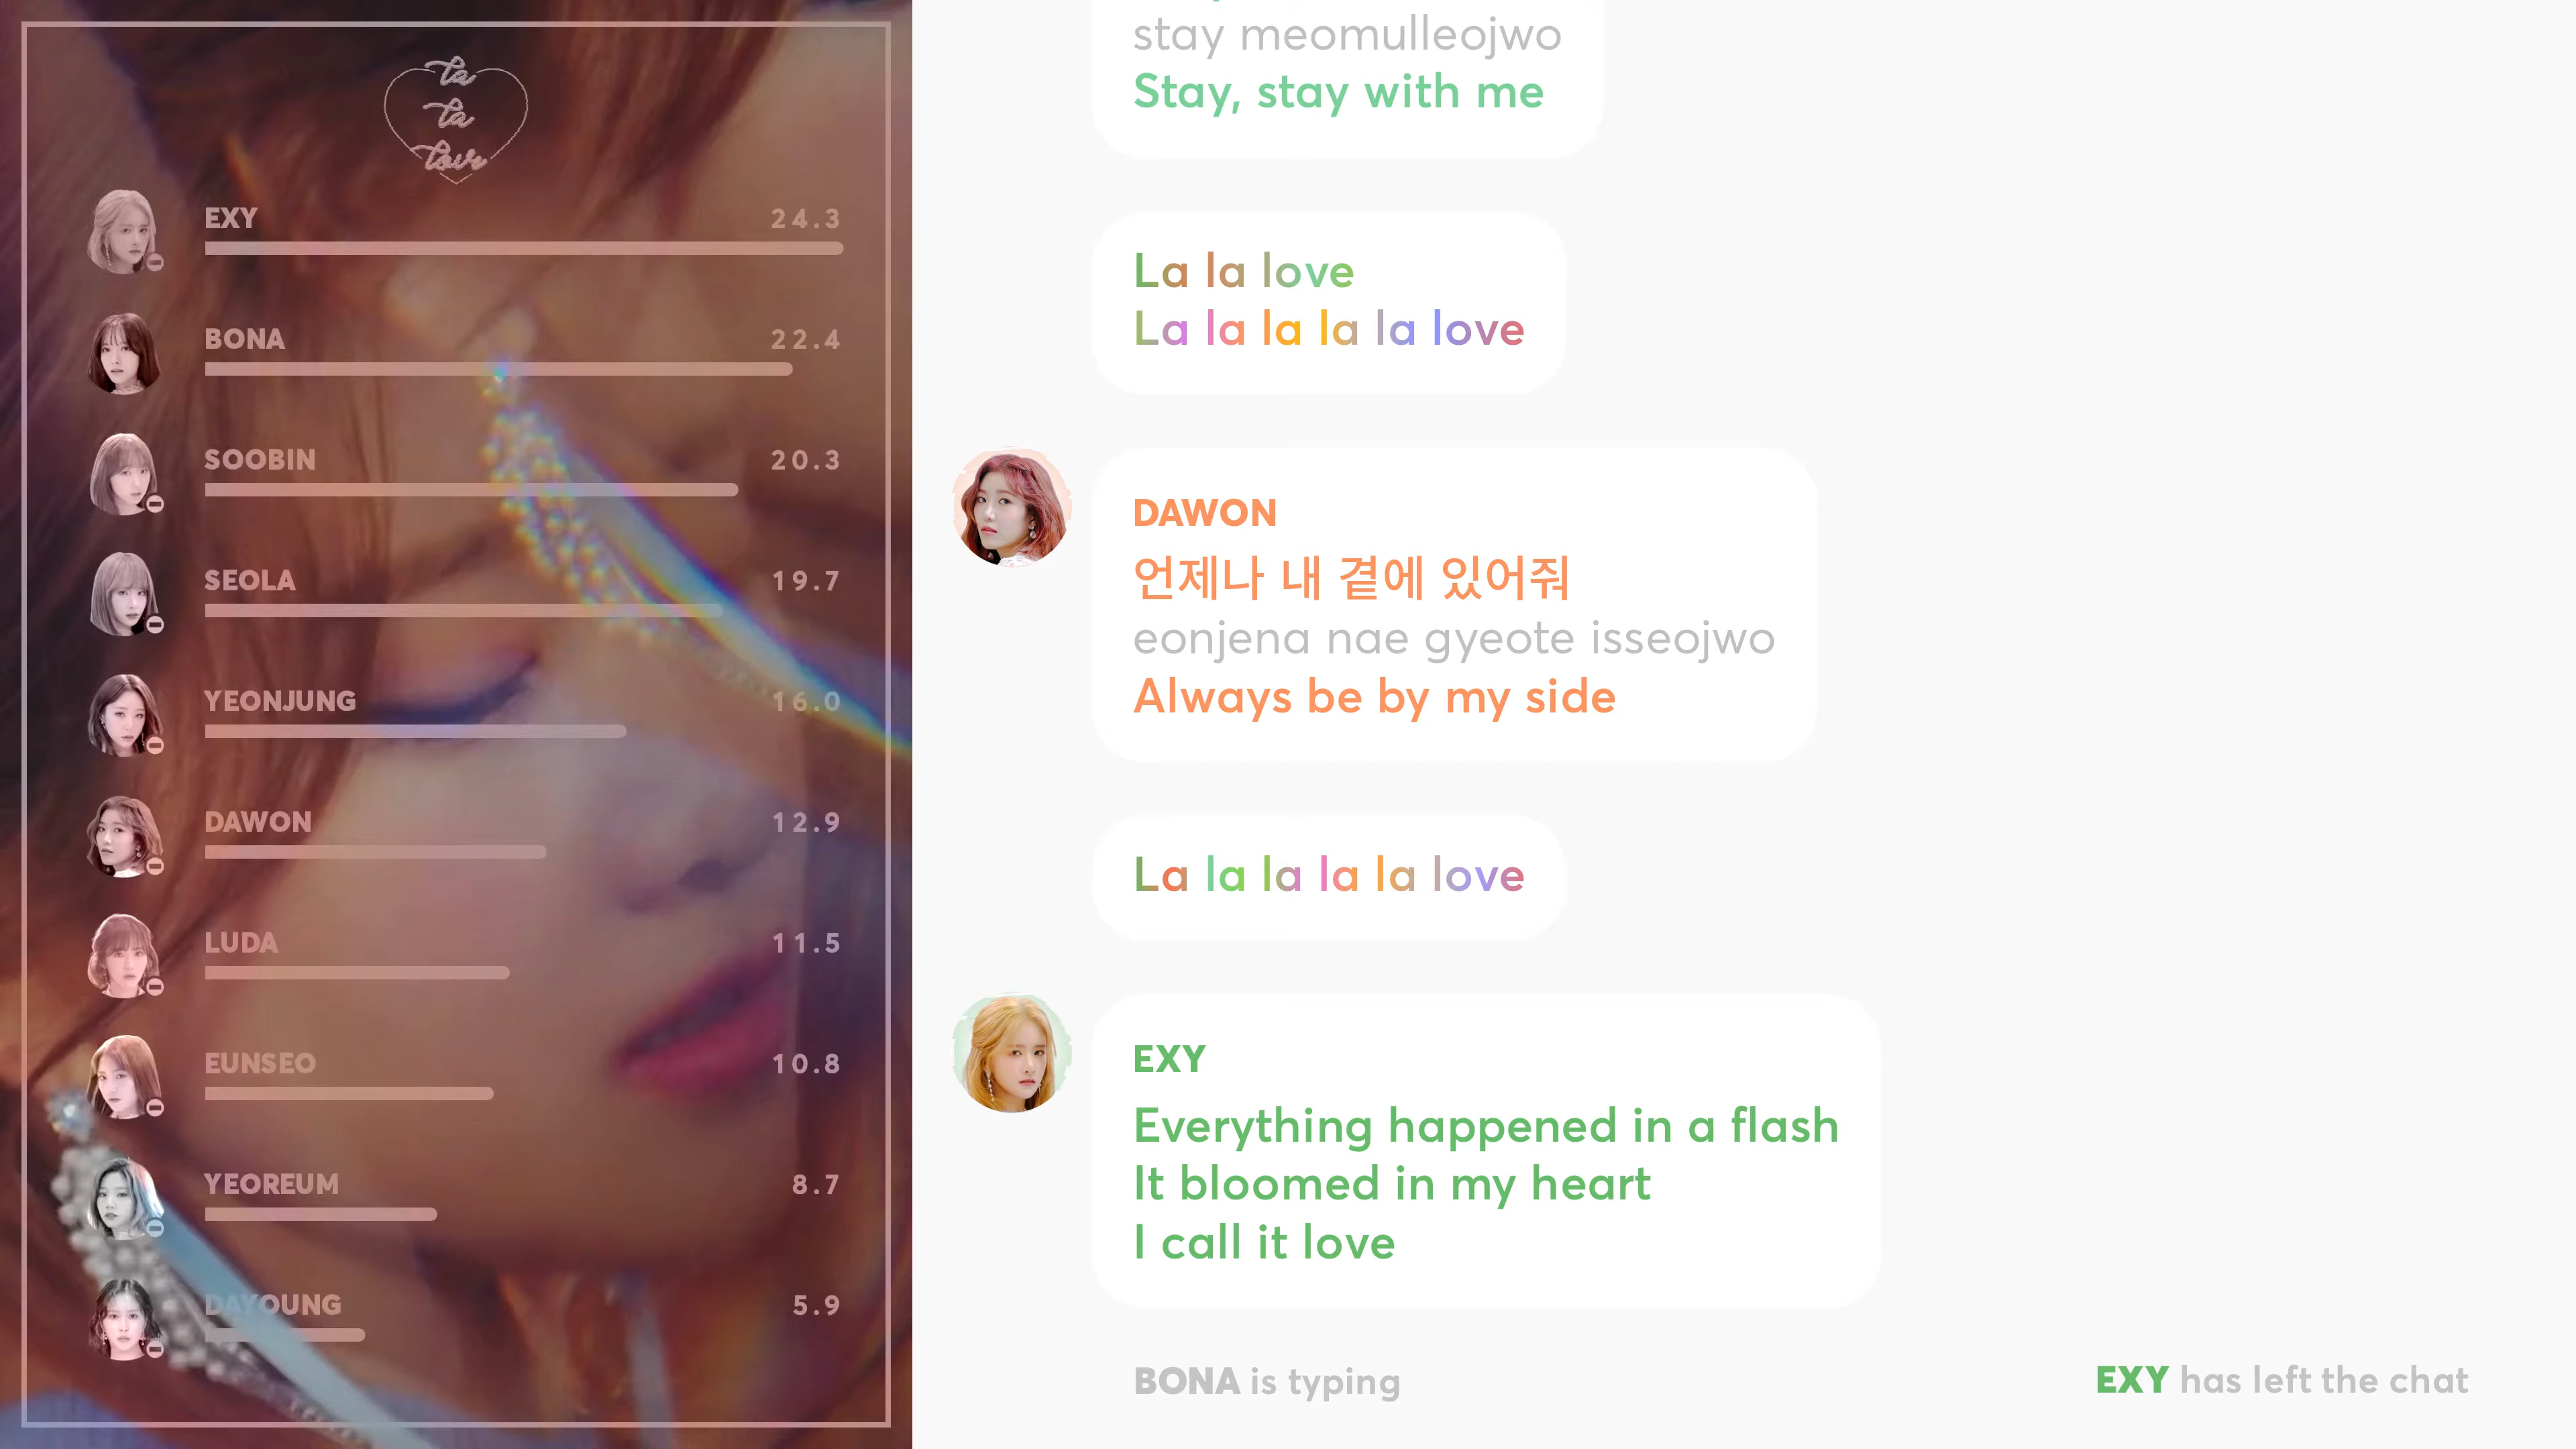 la
la
love
EXY 24.3
BONA 22.4
SOOBIN 20.3
SEOLA 19.7
YEONJUNG 16.0
DAWON 12.9
LUDA 11.5
EUNSEO 10.8
YEOREUM 8.7
DAYOUNG 5.9
stay meomulleojwo
Stay, stay with me
La la love
La la la la la love
DAWON
언제나 내 곁에 있어줘
eonjena nae gyeote isseojwo
Always be by my side
La la la la la love
EXY
Everything happened in a flash
It bloomed in my heart
I call it love
BONA is typing
EXY has left the chat